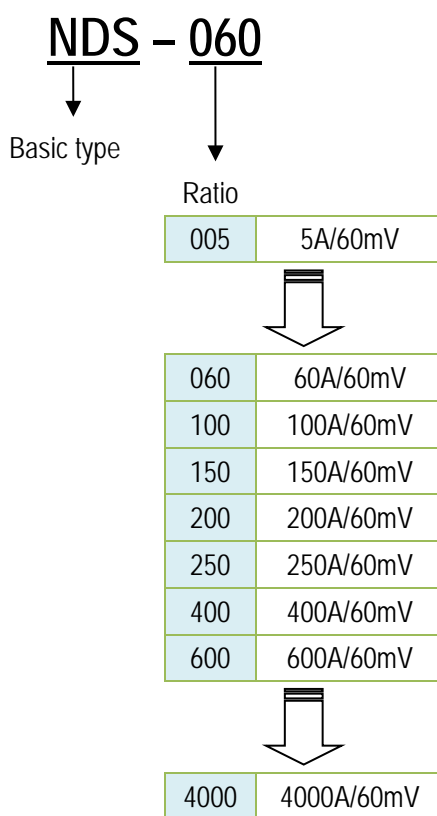 NDS – 060
Basic type
Ratio
005 5A/60mV
060 60A/60mV
100 100A/60mV
150 150A/60mV
200 200A/60mV
250 250A/60mV
400 400A/60mV
600 600A/60mV
4000 4000A/60mV